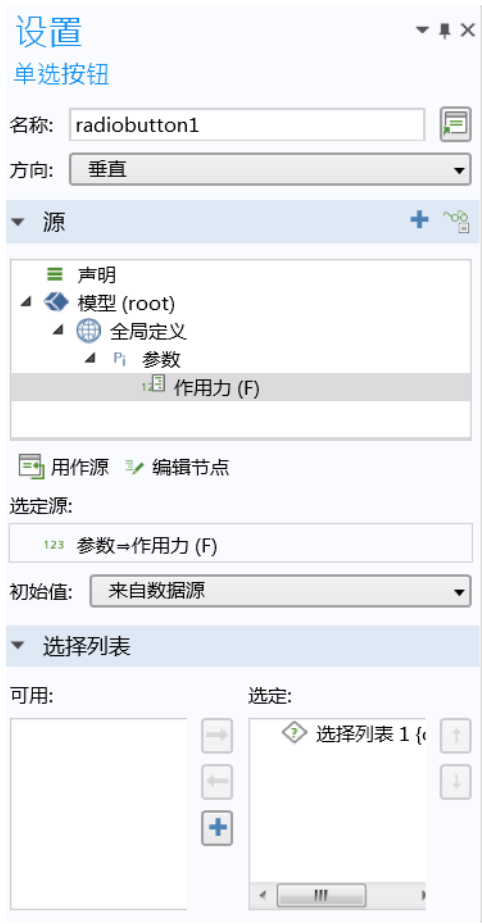 设置
单选按钮
名称: radiobutton1
方向: 垂直
源
声明
模型 (root)
全局定义
Pi 参数
作用力 (F)
用作源 编辑节点
选定源:
123 参数⇒作用力 (F)
初始值: 来自数据源
选择列表
可用: 选定:
选择列表 1 {